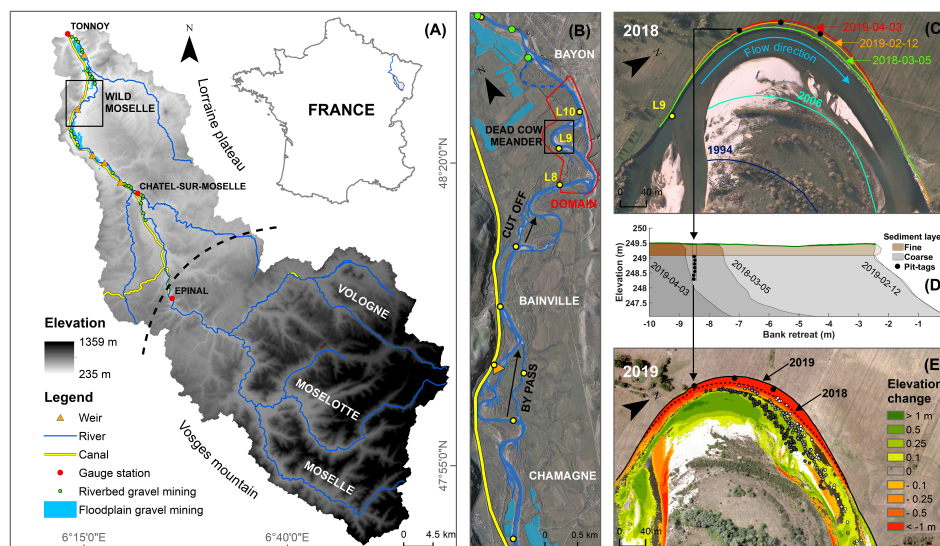 (A)
TONNOY
WILD
MOSELLE
Lorraine plateau
N
FRANCE
CHATEL-SUR-MOSELLE
48°20'0"N
EPINAL
VOLOGNE
MOSELOTTE
MOSELLE
Vosges mountain
47°55'0"N
Elevation
1359 m
235 m
Legend
Weir
River
Canal
Gauge station
Riverbed gravel mining
Floodplain gravel mining
6°15'0"E
6°40'0"E
0
4.5 km
(B)
BAYON
N
L10
DEAD COW
MEANDER
L9
L8
DOMAIN
CUT OFF
BAINVILLE
BY PASS
CHAMAGNE
0
0.5 km
2018
(C)
2019-04-03
2019-02-12
2018-03-05
N
Flow direction
L9
2006
1994
0
40 m
250
249.5
249
248.5
248
247.5
Elevation (m)
Sediment layer
Fine
Coarse
Pit-tags
2019-04-03
2018-03-05
2019-02-12
(D)
-10
-9
-8
-7
-6
-5
-4
-3
-2
-1
Bank retreat (m)
2019
(E)
2019
2018
N
Elevation
change
> 1 m
0.5
0.25
0.1
0
- 0.1
- 0.25
- 0.5
< -1 m
0
40 m